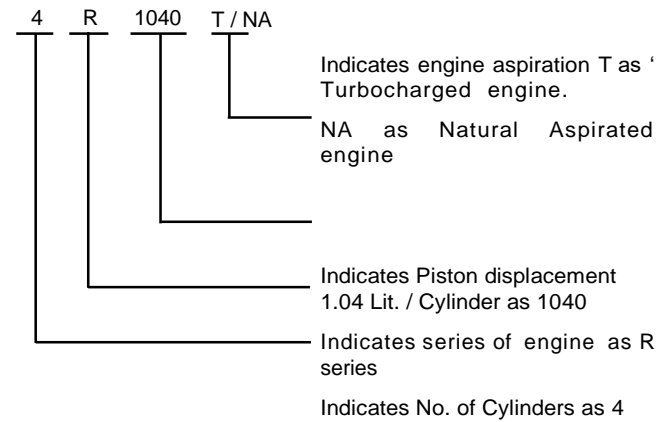 4 R 1040 T / NA
Indicates engine aspiration T as ‘
Turbocharged engine.
NA as Natural Aspirated
engine
Indicates Piston displacement
1.04 Lit. / Cylinder as 1040
Indicates series of engine as R
series
Indicates No. of Cylinders as 4